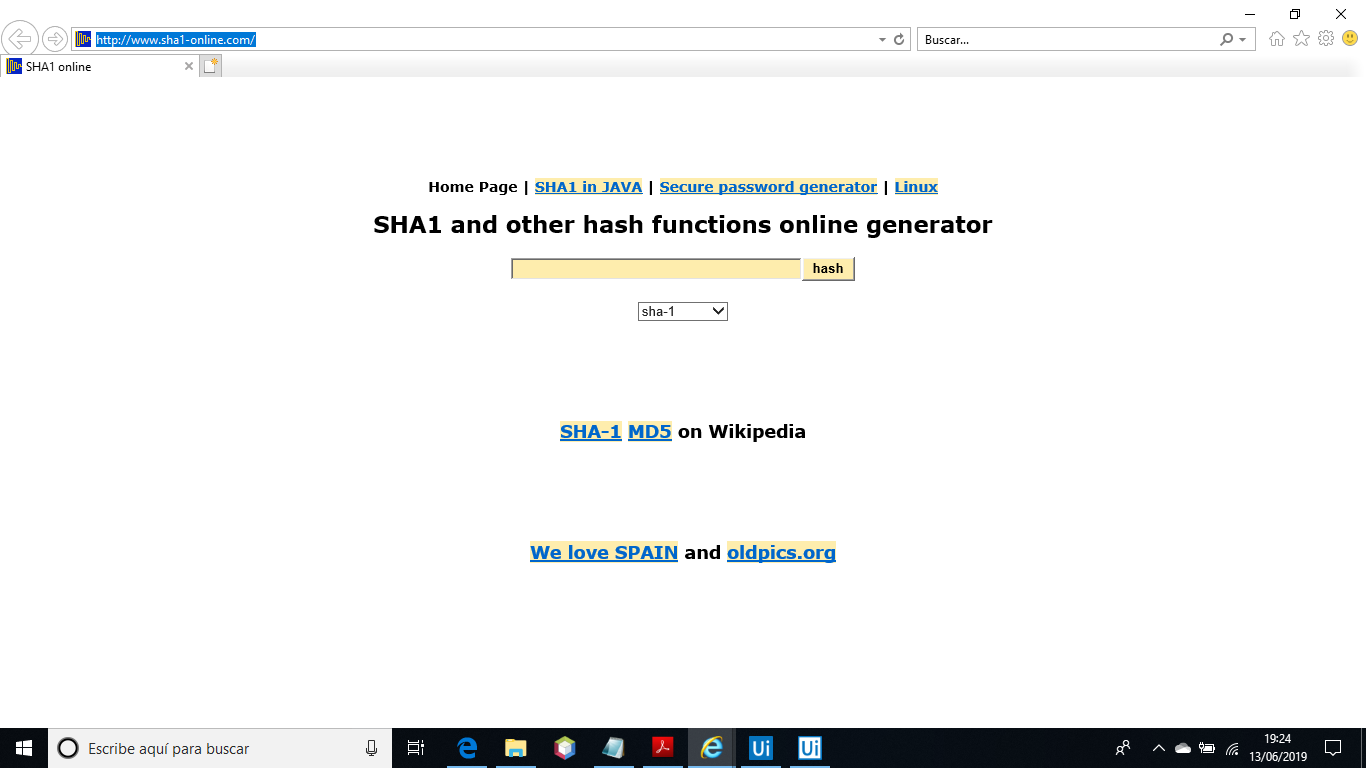 http://www.sha1-online.com/
Buscar...
SHA1 online
Home Page | SHA1 in JAVA | Secure password generator | Linux
SHA1 and other hash functions online generator
hash
sha-1
SHA-1 MD5 on Wikipedia
We love SPAIN and oldpics.org
Escribe aquí para buscar
Ui
Ui
19:24
13/06/2019